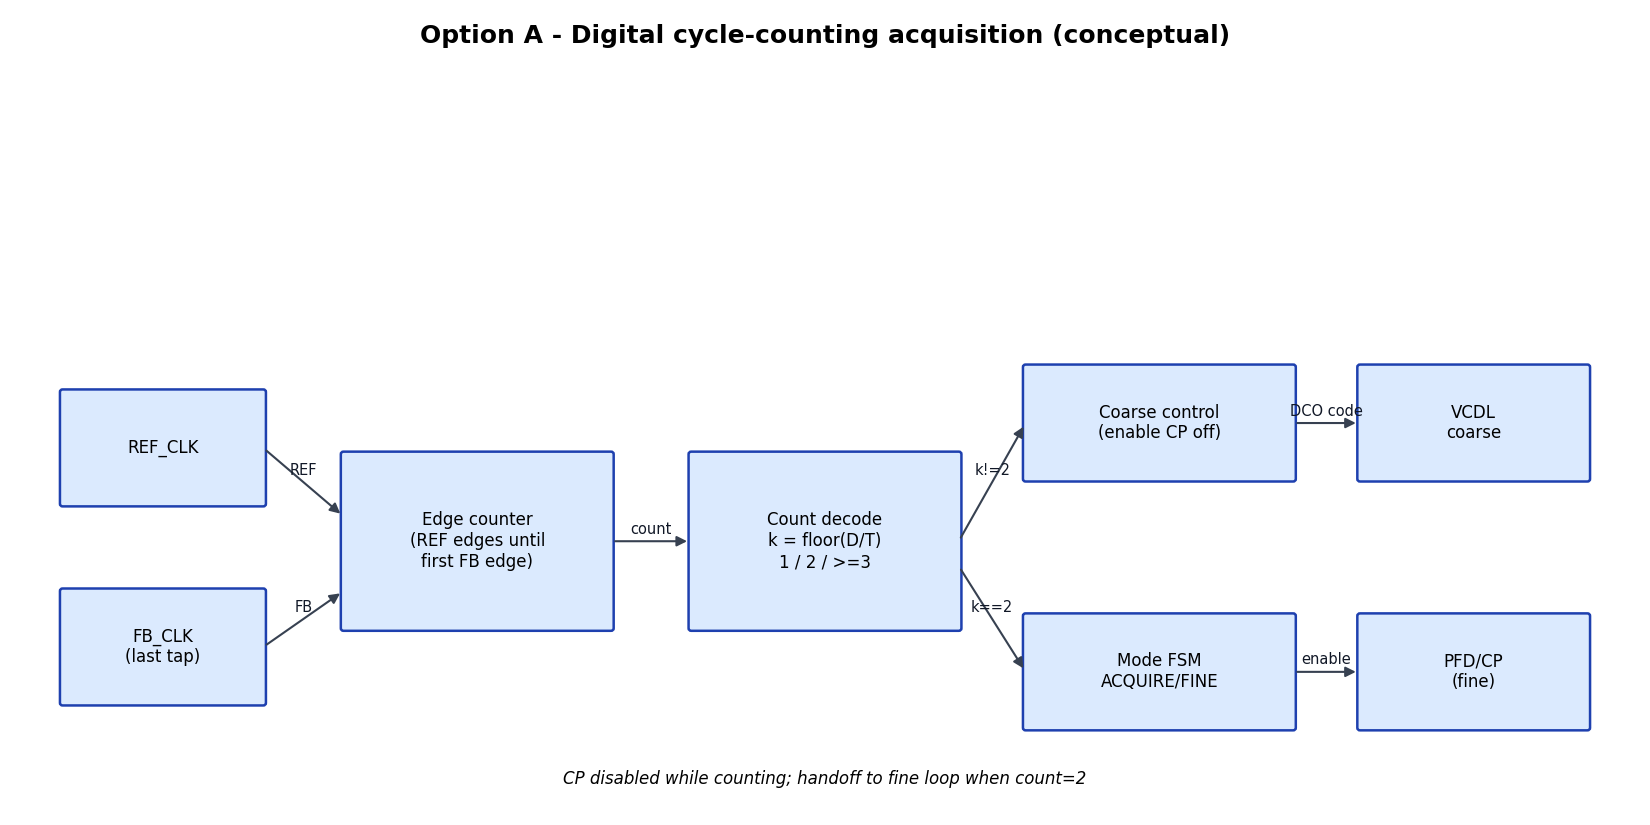 Option A - Digital cycle-counting acquisition (conceptual)
REF_CLK
REF
FB_CLK
(last tap)
FB
Edge counter
(REF edges until
first FB edge)
count
Count decode
k = floor(D/T)
1 / 2 / >=3
k!=2
Coarse control
(enable CP off)
DCO code
VCDL
coarse
k==2
Mode FSM
ACQUIRE/FINE
enable
PFD/CP
(fine)
CP disabled while counting; handoff to fine loop when count=2